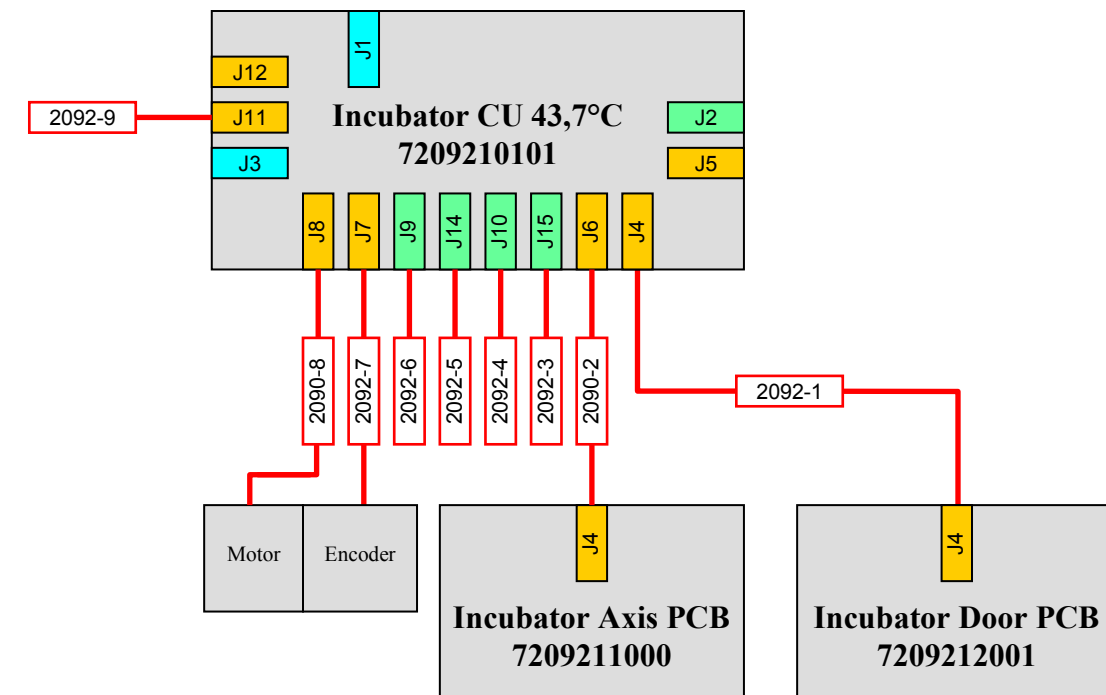 J1
J12
2092-9
J11
Incubator CU 43,7°C
J2
J3
7209210101
J5
J8
J7
J9
J14
J10
J15
J6
J4
2090-8
2092-7
2092-6
2092-5
2092-4
2092-3
2090-2
2092-1
Motor
Encoder
J4
J4
Incubator Axis PCB
7209211000
Incubator Door PCB
7209212001